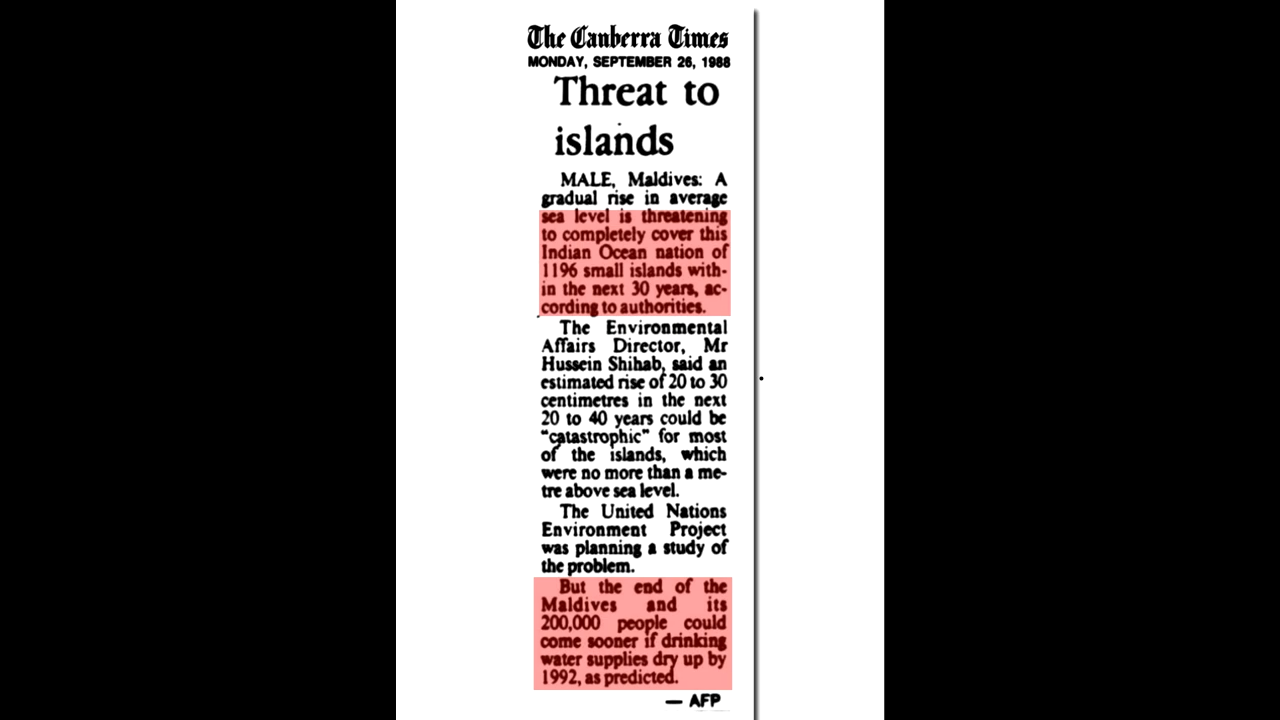 The Canberra Times
MONDAY, SEPTEMBER 26, 1988
Threat to
islands
MALE, Maldives: A
gradual rise in average
sea level is threatening
to completely cover this
Indian Ocean nation of
1196 small islands with-
in the next 30 years, ac-
cording to authorities.
The Environmental
Affairs Director, Mr
Hussein Shihab, said an
estimated rise of 20 to 30
centimetres in the next
20 to 40 years could be
"catastrophic" for most
of the islands, which
were no more than a me-
tre above sea level.
The United Nations
Environment Project
was planning a study of
the problem.
But the end of the
Maldives and its
200,000 people could
come sooner if drinking
water supplies dry up by
1992, as predicted.
— AFP